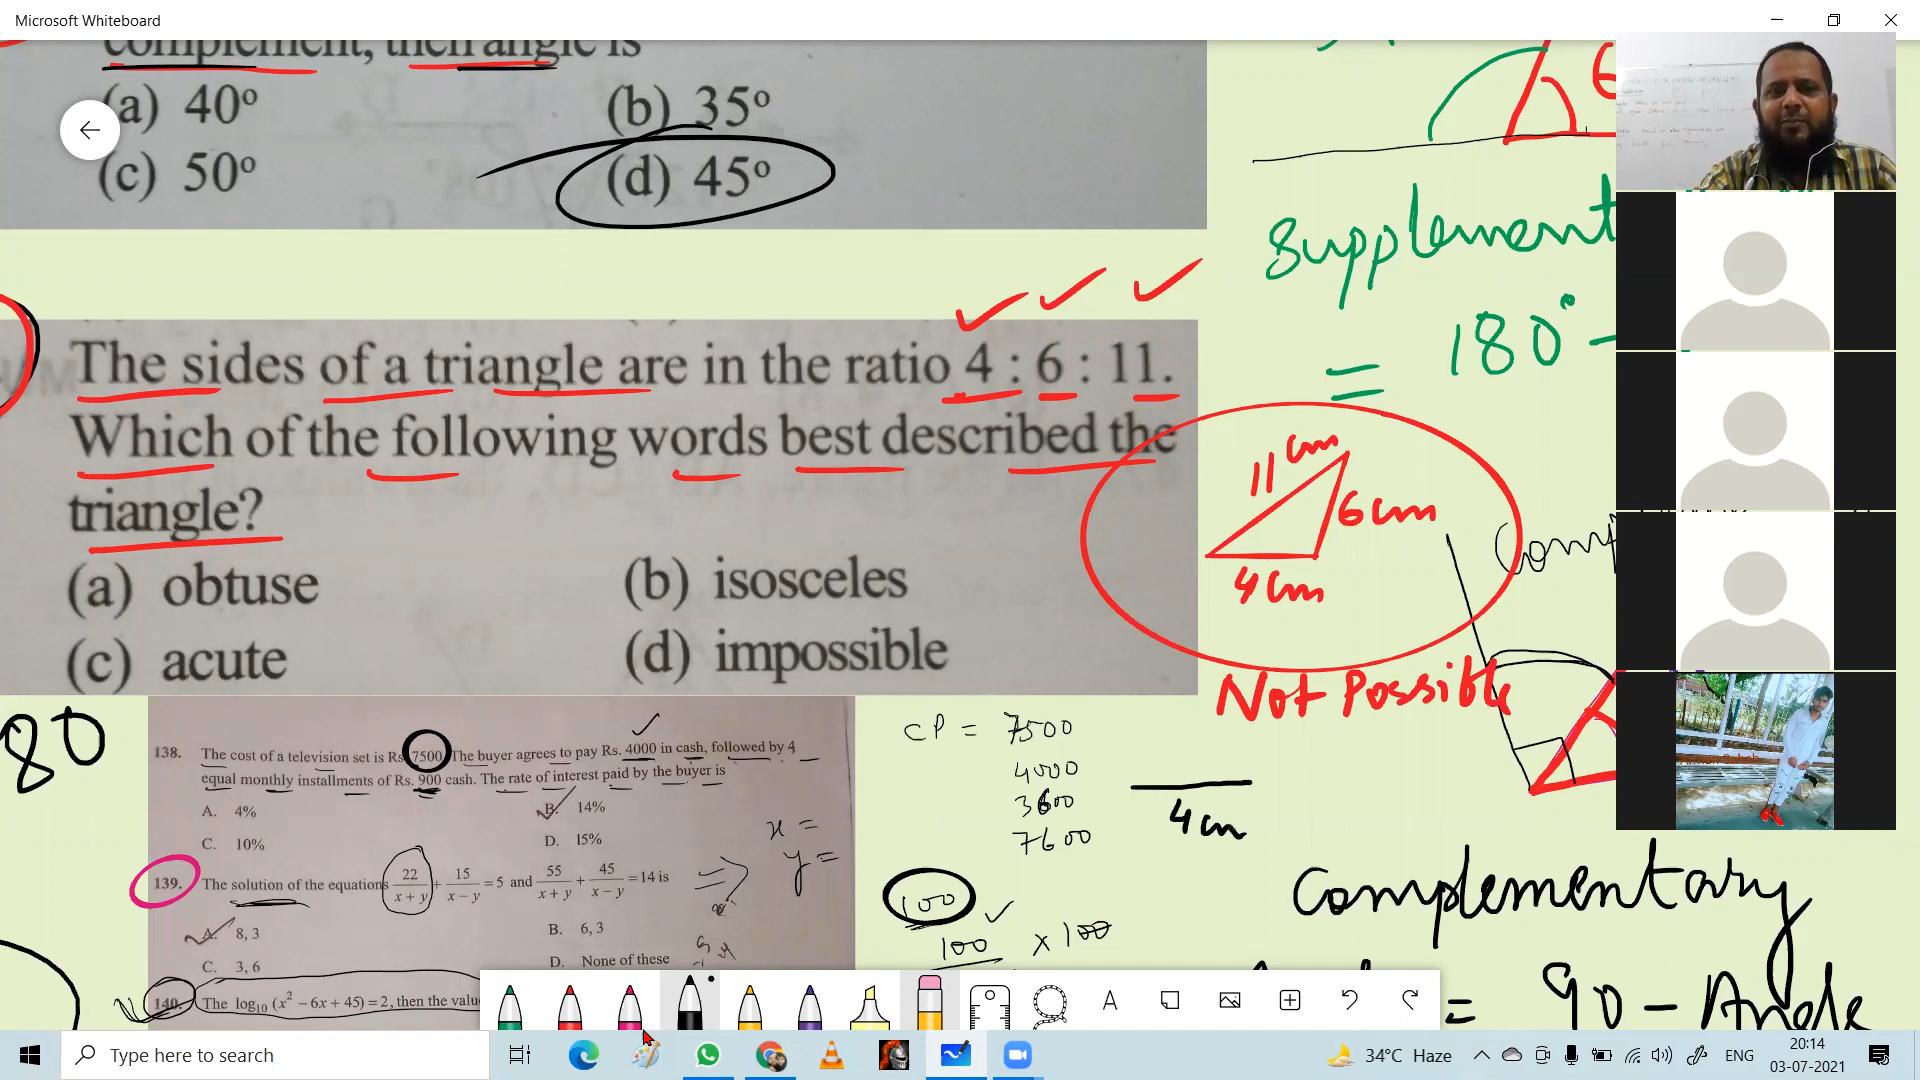 Microsoft Whiteboard
complement, then angle is
(a) 40° (b) 35°
(c) 50° (d) 45°
Supplement
= 180° -
The sides of a triangle are in the ratio 4 : 6 : 11.
Which of the following words best described the
triangle?
(a) obtuse (b) isosceles
(c) acute (d) impossible
11 cm
6 cm
4 cm
Not Possible
Comp
80
138. The cost of a television set is Rs. 7500. The buyer agrees to pay Rs. 4000 in cash, followed by 4
equal monthly installments of Rs. 900 cash. The rate of interest paid by the buyer is
A. 4% B. 14%
C. 10% D. 15%
139. The solution of the equations 22/(x + y) + 15/(x − y) = 5 and 55/(x + y) + 45/(x − y) = 14 is
A. 8, 3 B. 6, 3
C. 3, 6 D. None of these
140. The log10 (x² − 6x + 45) = 2, then the valu
x =
y =
CP = 7500
4000
3600
7600
4 cm
100
100 × 100
Complementary
= 90 - Angle
Type here to search
34°C Haze
ENG
20:14
03-07-2021